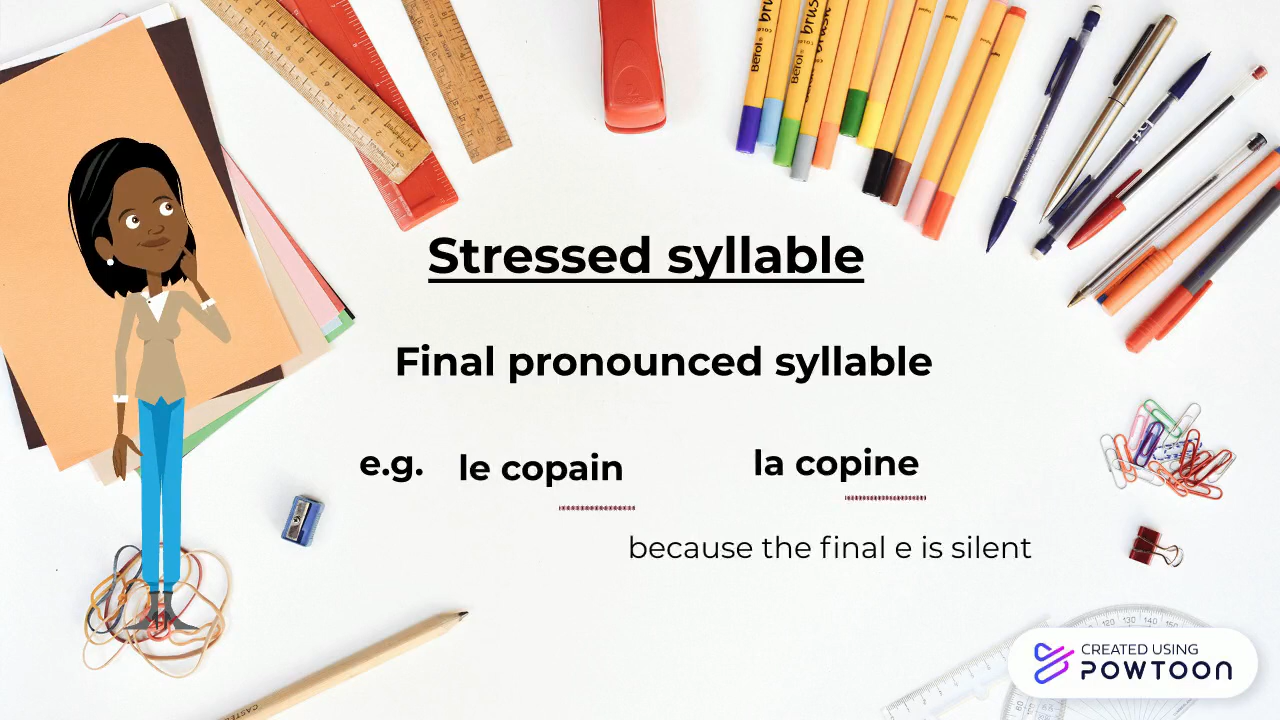 Stressed syllable
Final pronounced syllable
e.g. le copain la copine
because the final e is silent
CREATED USING
POWTOON